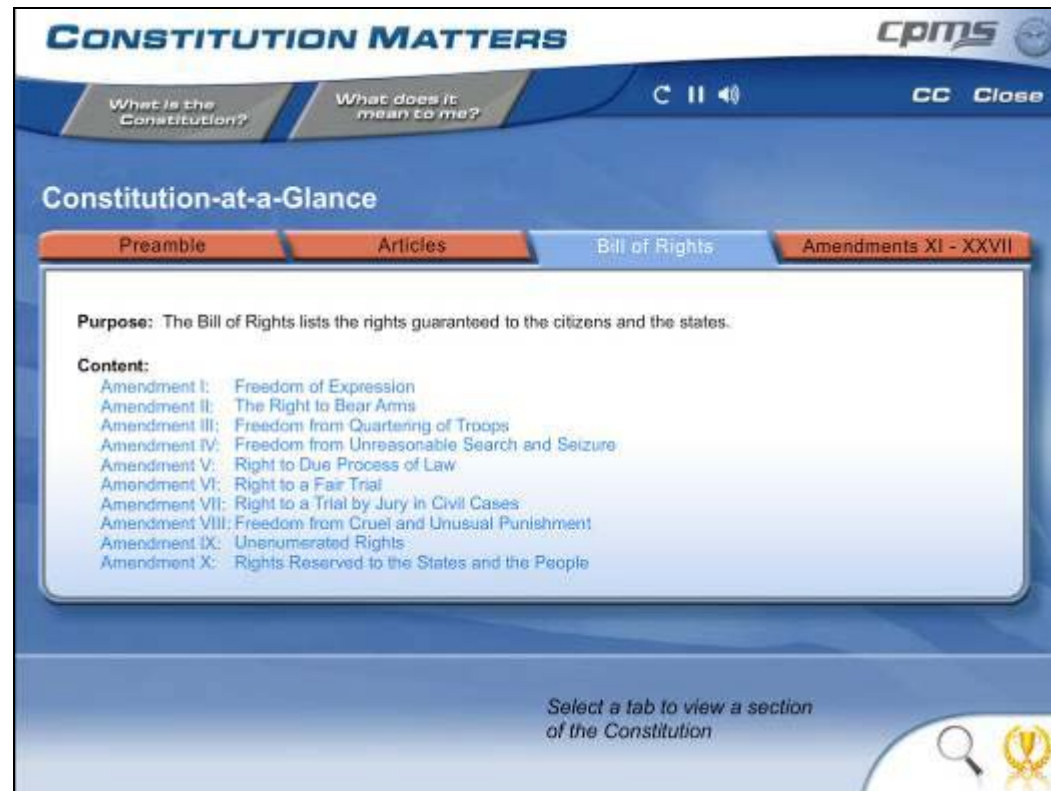 CONSTITUTION MATTERS
cpms
What is the
Constitution?
What does it
mean to me?
CC Close
Constitution-at-a-Glance
Preamble
Articles
Bill of Rights
Amendments XI - XXVII
Purpose: The Bill of Rights lists the rights guaranteed to the citizens and the states.
Content:
Amendment I: Freedom of Expression
Amendment II: The Right to Bear Arms
Amendment III: Freedom from Quartering of Troops
Amendment IV: Freedom from Unreasonable Search and Seizure
Amendment V: Right to Due Process of Law
Amendment VI: Right to a Fair Trial
Amendment VII: Right to a Trial by Jury in Civil Cases
Amendment VIII: Freedom from Cruel and Unusual Punishment
Amendment IX: Unenumerated Rights
Amendment X: Rights Reserved to the States and the People
Select a tab to view a section
of the Constitution